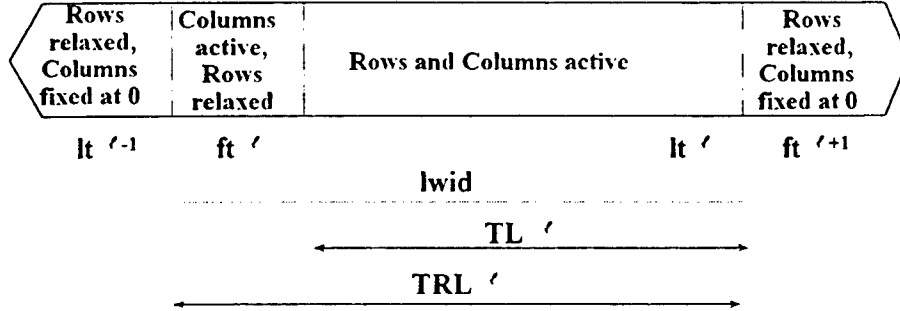 Rows relaxed, Columns fixed at 0
Columns active, Rows relaxed
Rows and Columns active
Rows relaxed, Columns fixed at 0
lt ℓ-1
ft ℓ
lt ℓ
ft ℓ+1
lwid
TL ℓ
TRL ℓ